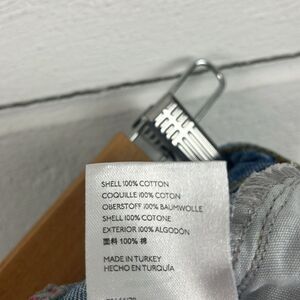 SHELL 100% COTTON
COQUILLE 100% COTON
OBERSTOFF 100% BAUMWOLLE
SHELL 100% COTONE
EXTERIOR 100% ALGODÓN
面料 100% 棉
MADE IN TURKEY
HECHO EN TURQUÍA